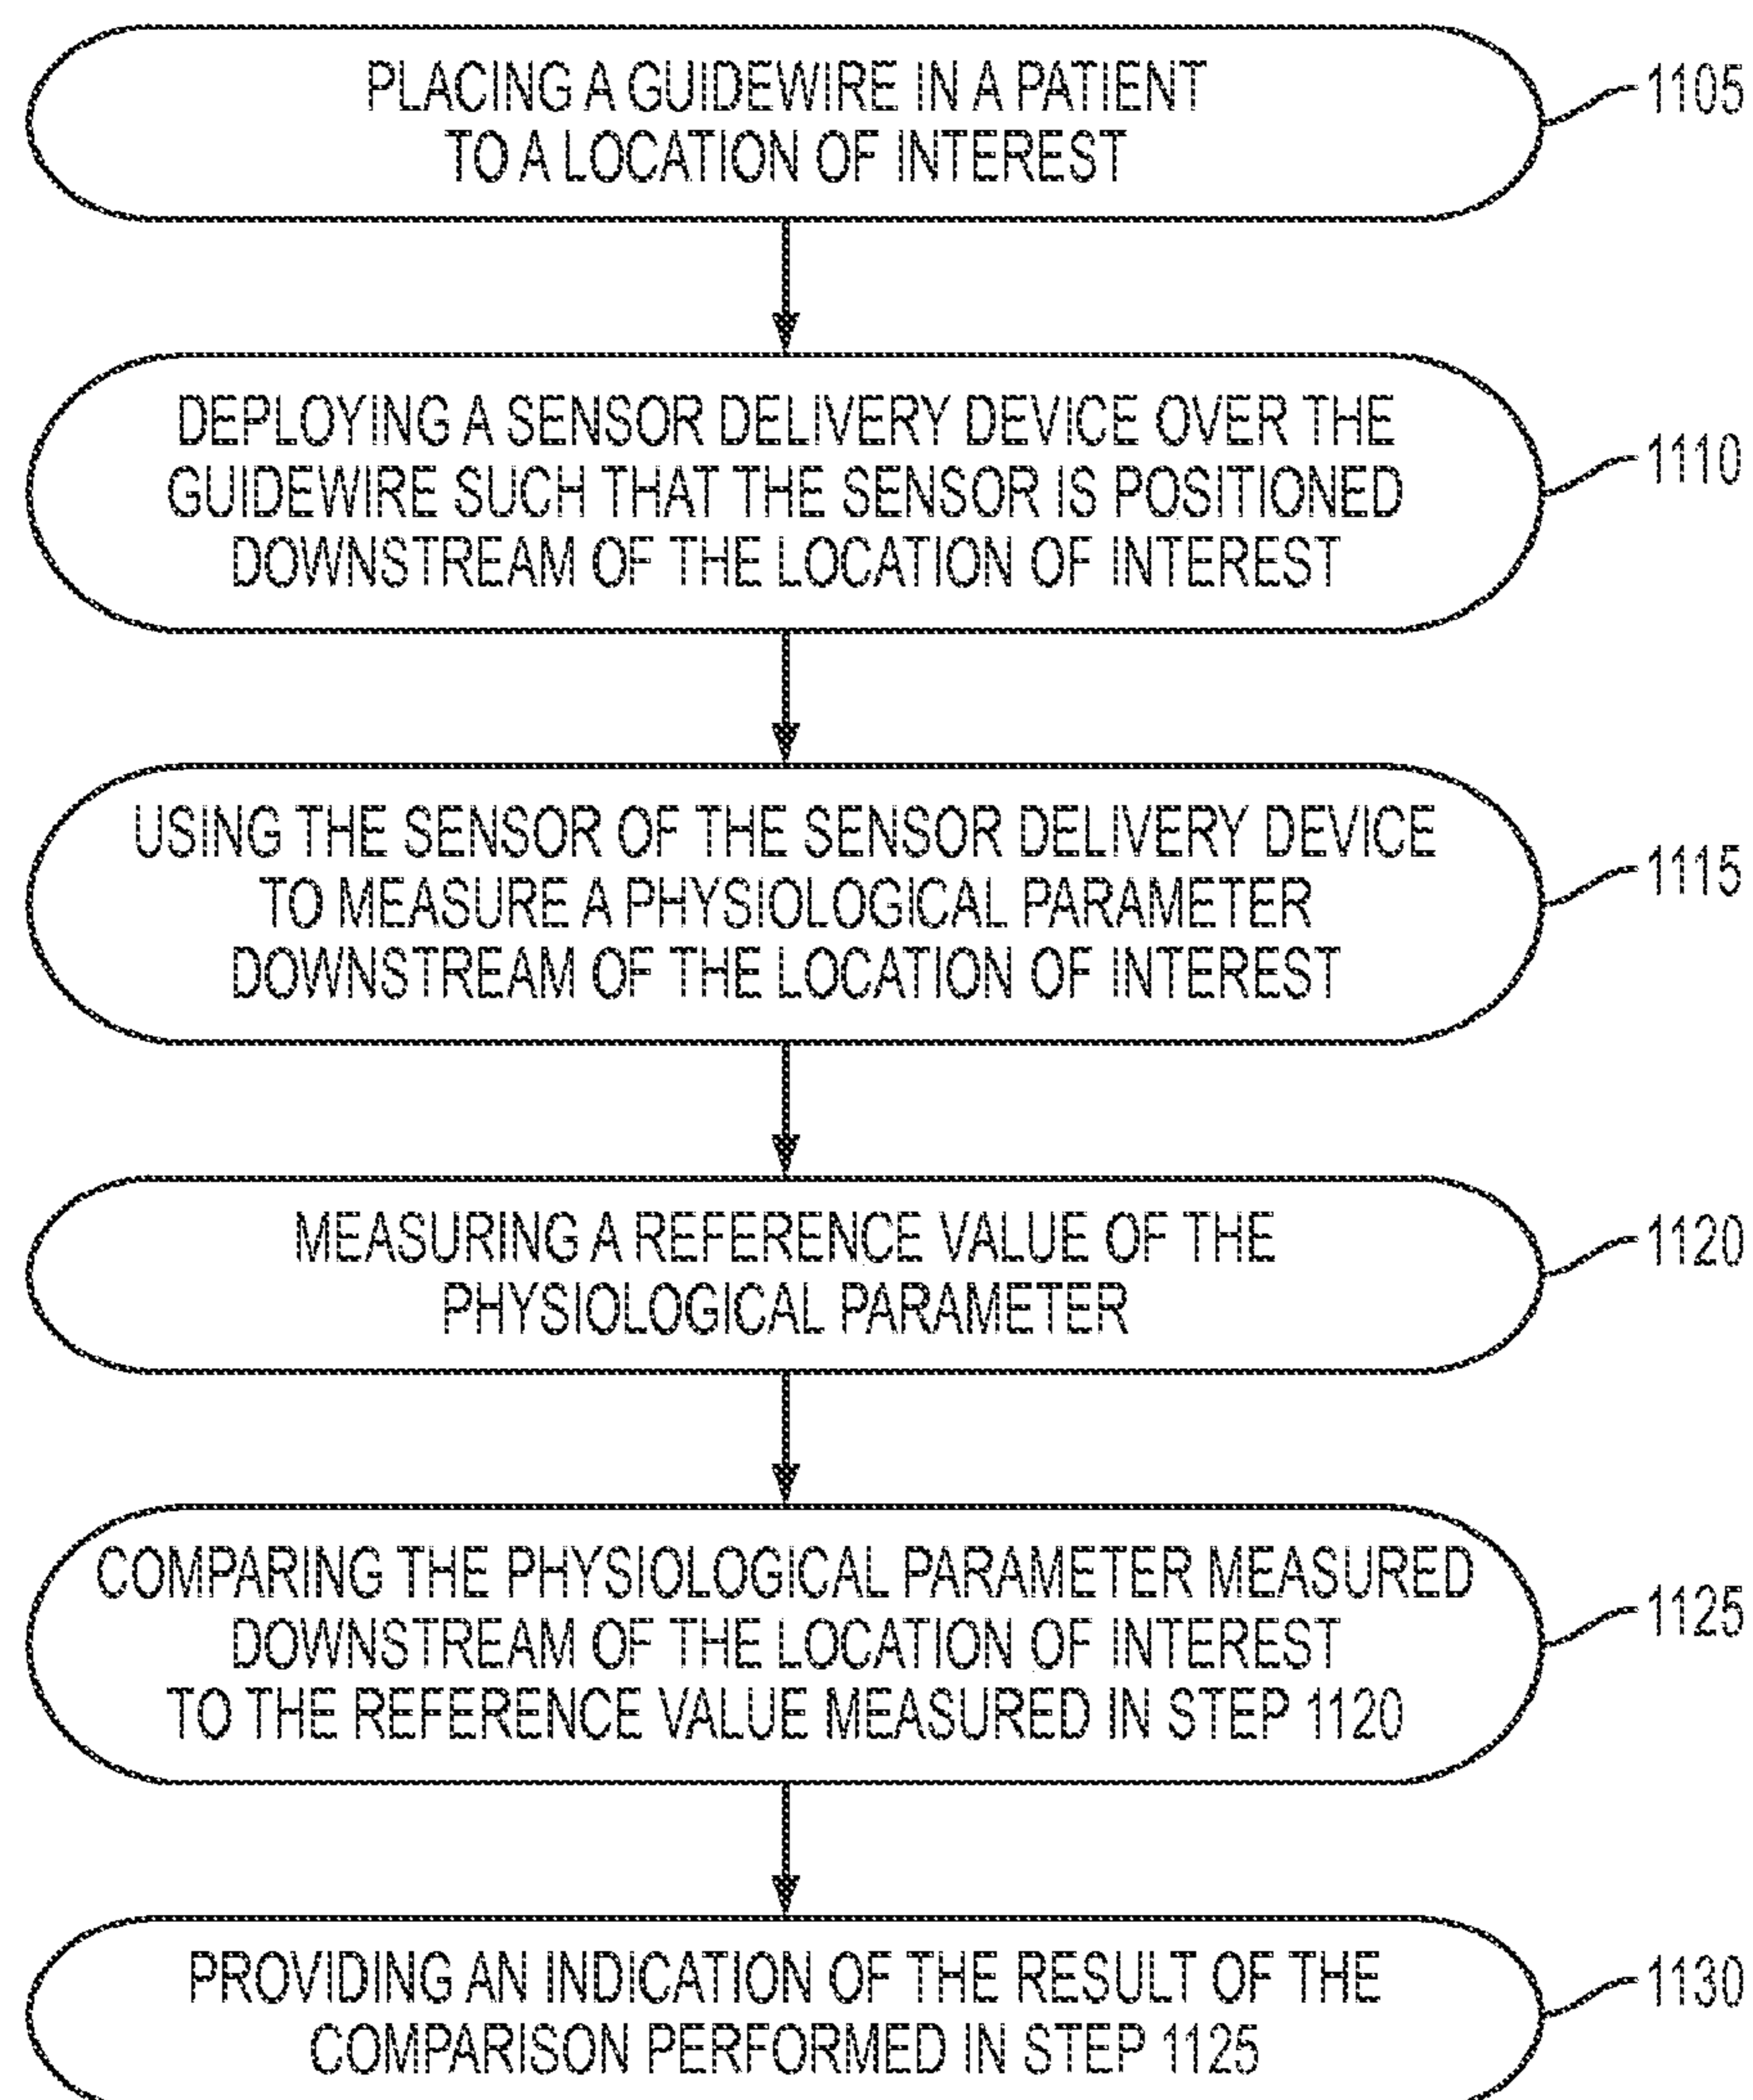 PLACING A GUIDEWIRE IN A PATIENT
TO A LOCATION OF INTEREST
1105
DEPLOYING A SENSOR DELIVERY DEVICE OVER THE
GUIDEWIRE SUCH THAT THE SENSOR IS POSITIONED
DOWNSTREAM OF THE LOCATION OF INTEREST
1110
USING THE SENSOR OF THE SENSOR DELIVERY DEVICE
TO MEASURE A PHYSIOLOGICAL PARAMETER
DOWNSTREAM OF THE LOCATION OF INTEREST
1115
MEASURING A REFERENCE VALUE OF THE
PHYSIOLOGICAL PARAMETER
1120
COMPARING THE PHYSIOLOGICAL PARAMETER MEASURED
DOWNSTREAM OF THE LOCATION OF INTEREST
TO THE REFERENCE VALUE MEASURED IN STEP 1120
1125
PROVIDING AN INDICATION OF THE RESULT OF THE
COMPARISON PERFORMED IN STEP 1125
1130